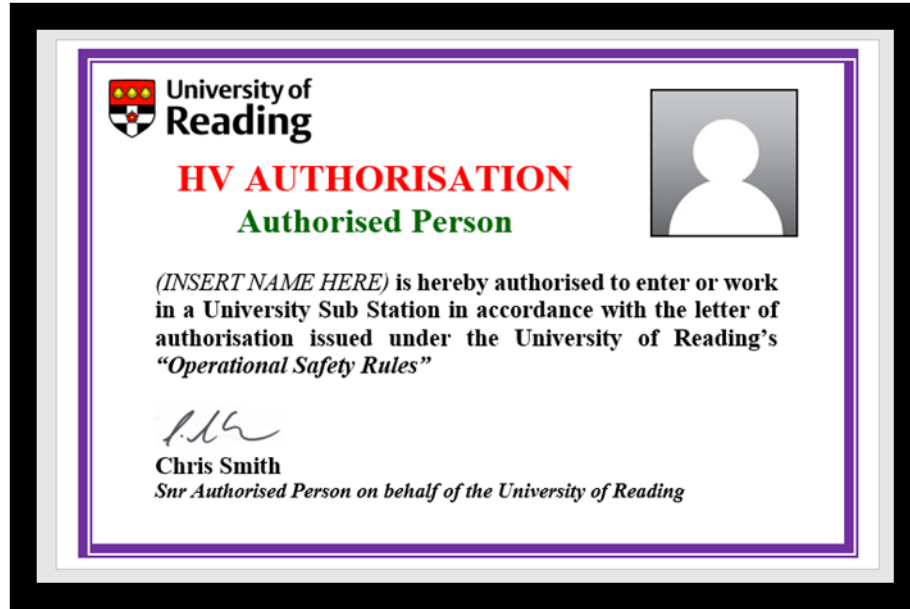 University of
Reading
HV AUTHORISATION
Authorised Person
(INSERT NAME HERE) is hereby authorised to enter or work
in a University Sub Station in accordance with the letter of
authorisation issued under the University of Reading’s
“Operational Safety Rules”
Chris Smith
Snr Authorised Person on behalf of the University of Reading